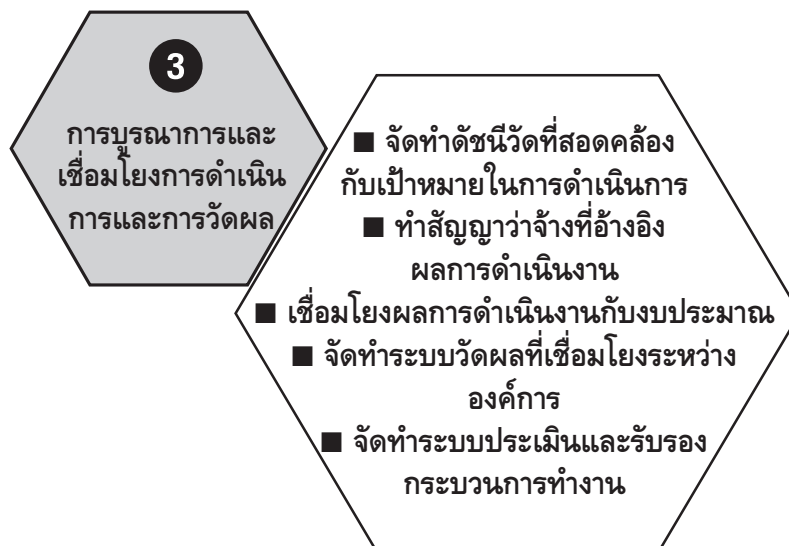 3
การบูรณาการและ
เชื่อมโยงการดำเนิน
การและการวัดผล
■ จัดทำดัชนีวัดที่สอดคล้อง
กับเป้าหมายในการดำเนินการ
■ ทำสัญญาว่าจ้างที่อ้างอิง
ผลการดำเนินงาน
■ เชื่อมโยงผลการดำเนินงานกับงบประมาณ
■ จัดทำระบบวัดผลที่เชื่อมโยงระหว่าง
องค์การ
■ จัดทำระบบประเมินและรับรอง
กระบวนการทำงาน